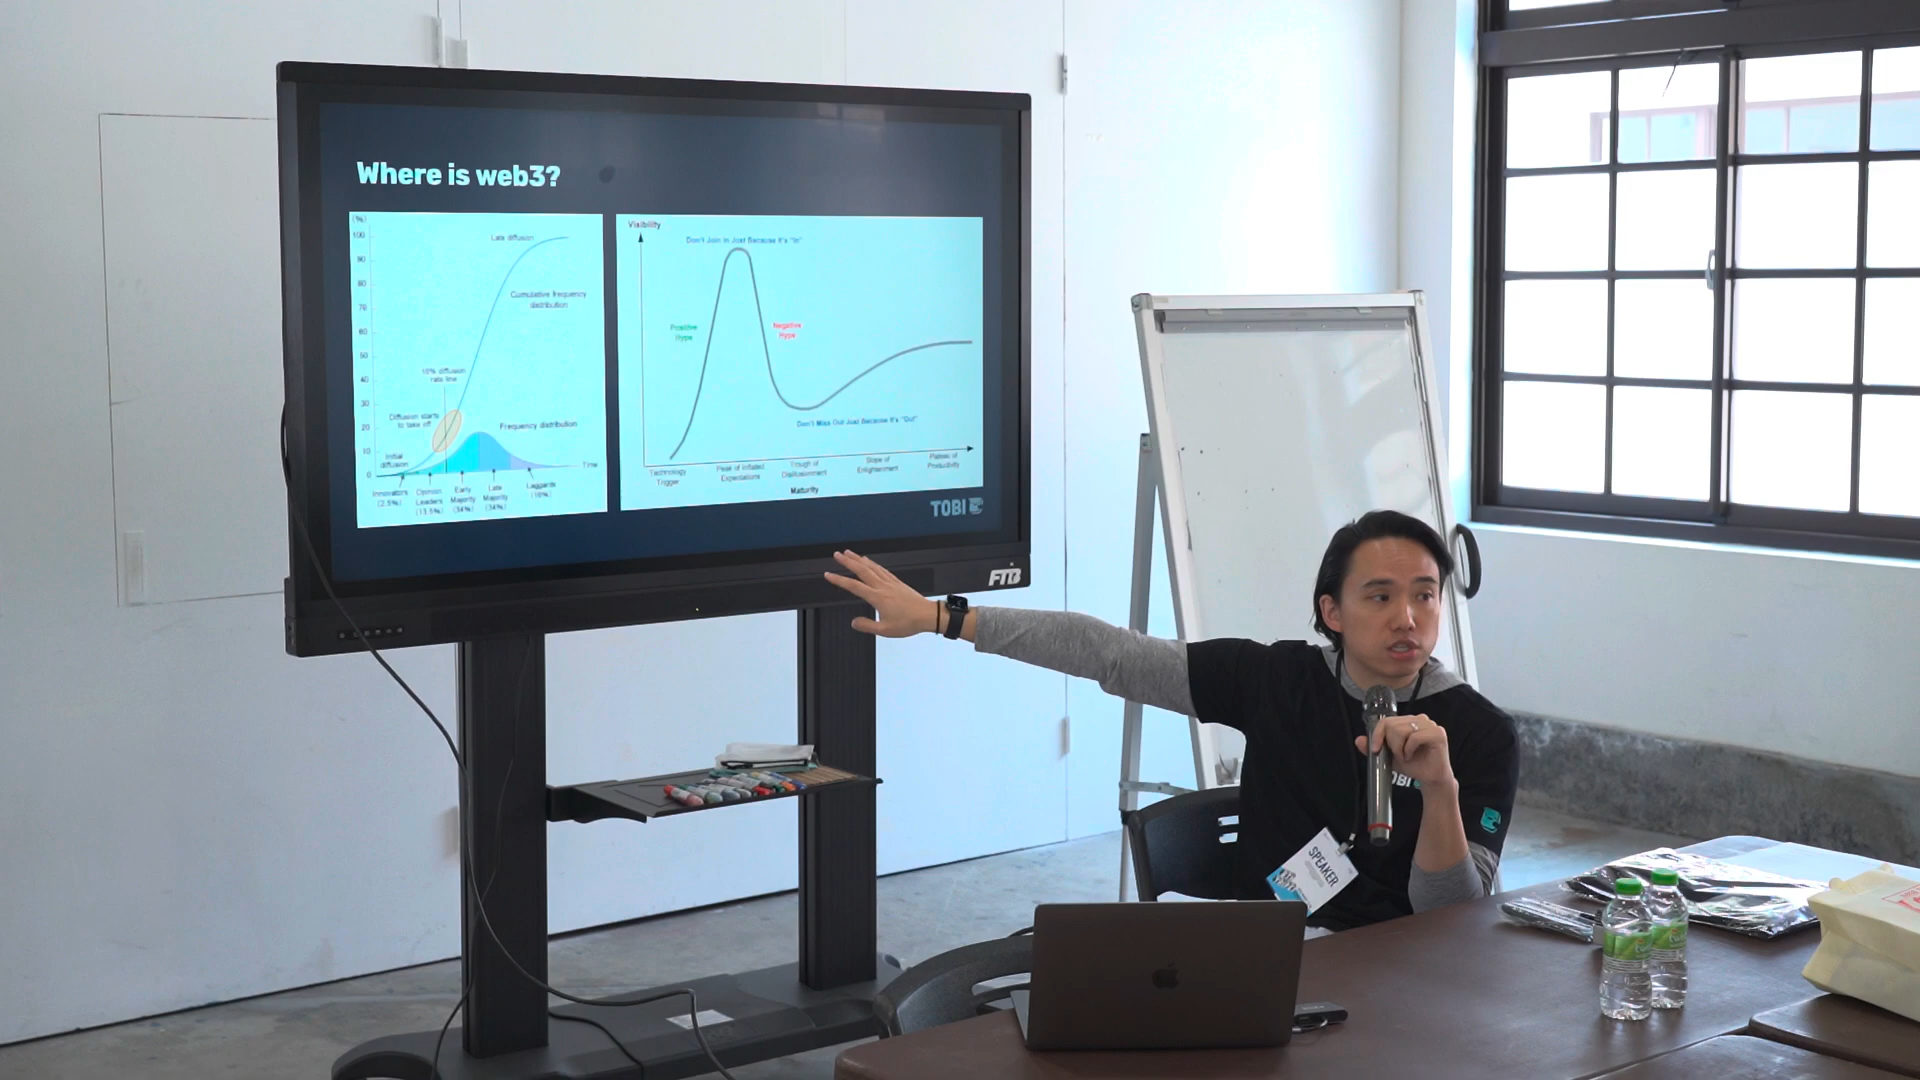 Where is web3?
(%)
100
90
80
70
60
50
40
30
20
10
0
Late diffusion
Cumulative frequency
distribution
16% diffusion
rate line
Diffusion starts
to take off
Frequency distribution
Initial
diffusion
Time
Innovators
(2.5%)
Opinion
Leaders
(13.5%)
Early
Majority
(34%)
Late
Majority
(34%)
Laggards
(16%)
Visibility
Don't Join In Just Because It's "In"
Positive
Hype
Negative
Hype
Don't Miss Out Just Because It's "Out"
Technology
Trigger
Peak of Inflated
Expectations
Trough of
Disillusionment
Slope of
Enlightenment
Plateau of
Productivity
Maturity
TOBI
FTB
SPEAKER
OBI